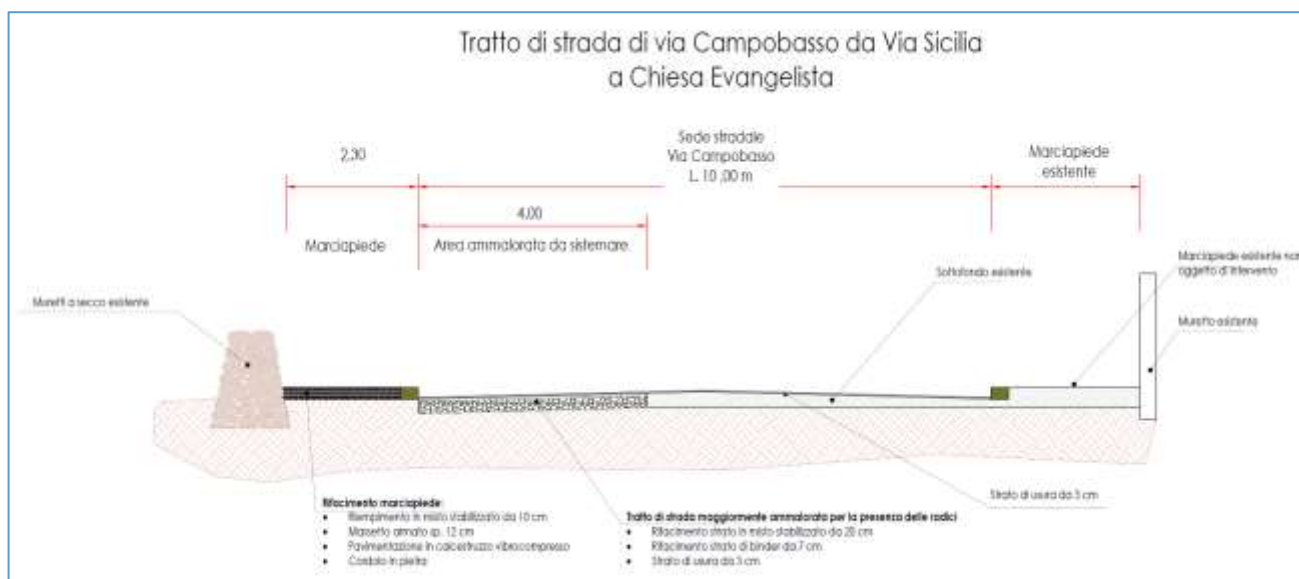 Tratto di strada di via Campobasso da Via Sicilia
a Chiesa Evangelista
Sede stradale
Via Campobasso
L. 10 ,00 m
2,30
Marciapiede
esistente
4,00
Marciapiede
Area ammalorata da sistemare
Sottofondo esistente
Marciapiede esistente non
oggetto di intervento
Muretti a secco esistente
Muretto esistente
Strato di usura da 3 cm
Rifacimento marciapiede:
• Riempimento in misto stabilizzato da 10 cm
• Massetto armato sp. 12 cm
• Pavimentazione in calcestruzzo vibrocompresso
• Cordolo in pietra
Tratto di strada maggiormente ammalorato per la presenza delle radici
• Rifacimento strato in misto stabilizzato da 20 cm
• Rifacimento strato di binder da 7 cm
• Strato di usura da 3 cm